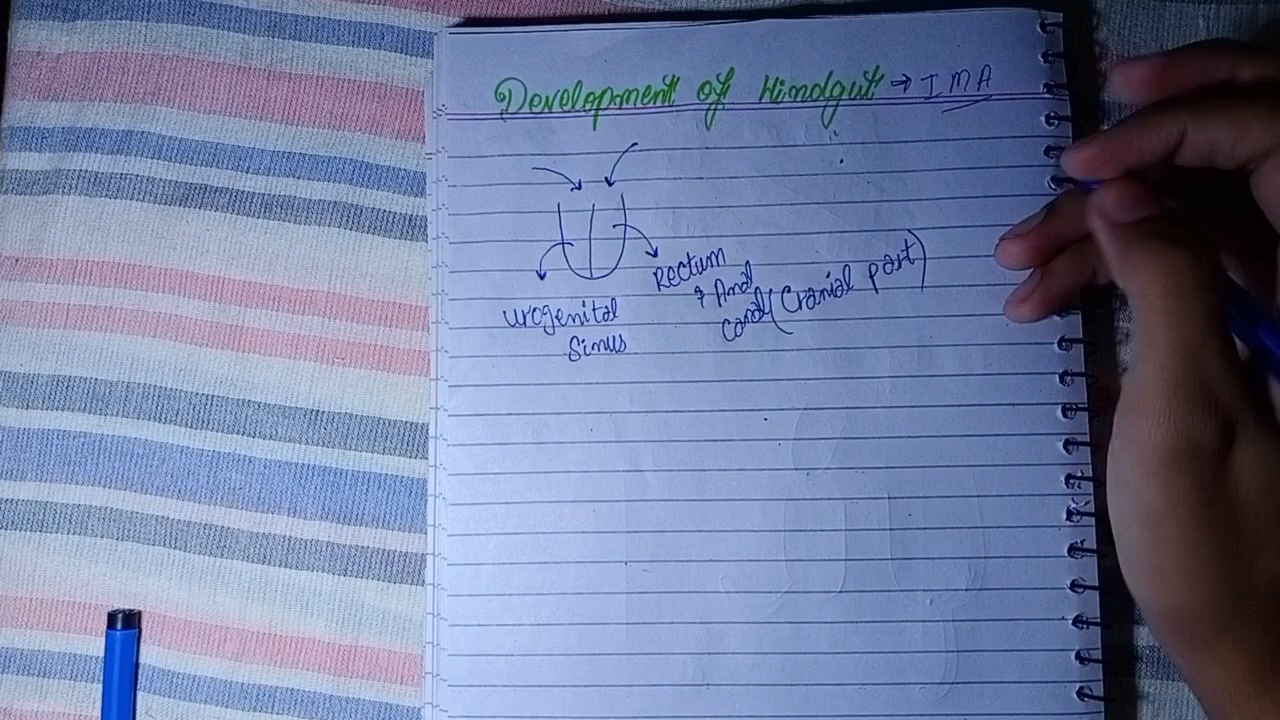 Development of Hindgut → IMA
Rectum
& Anal
canal (Cranial part)
Urogenital
Sinus